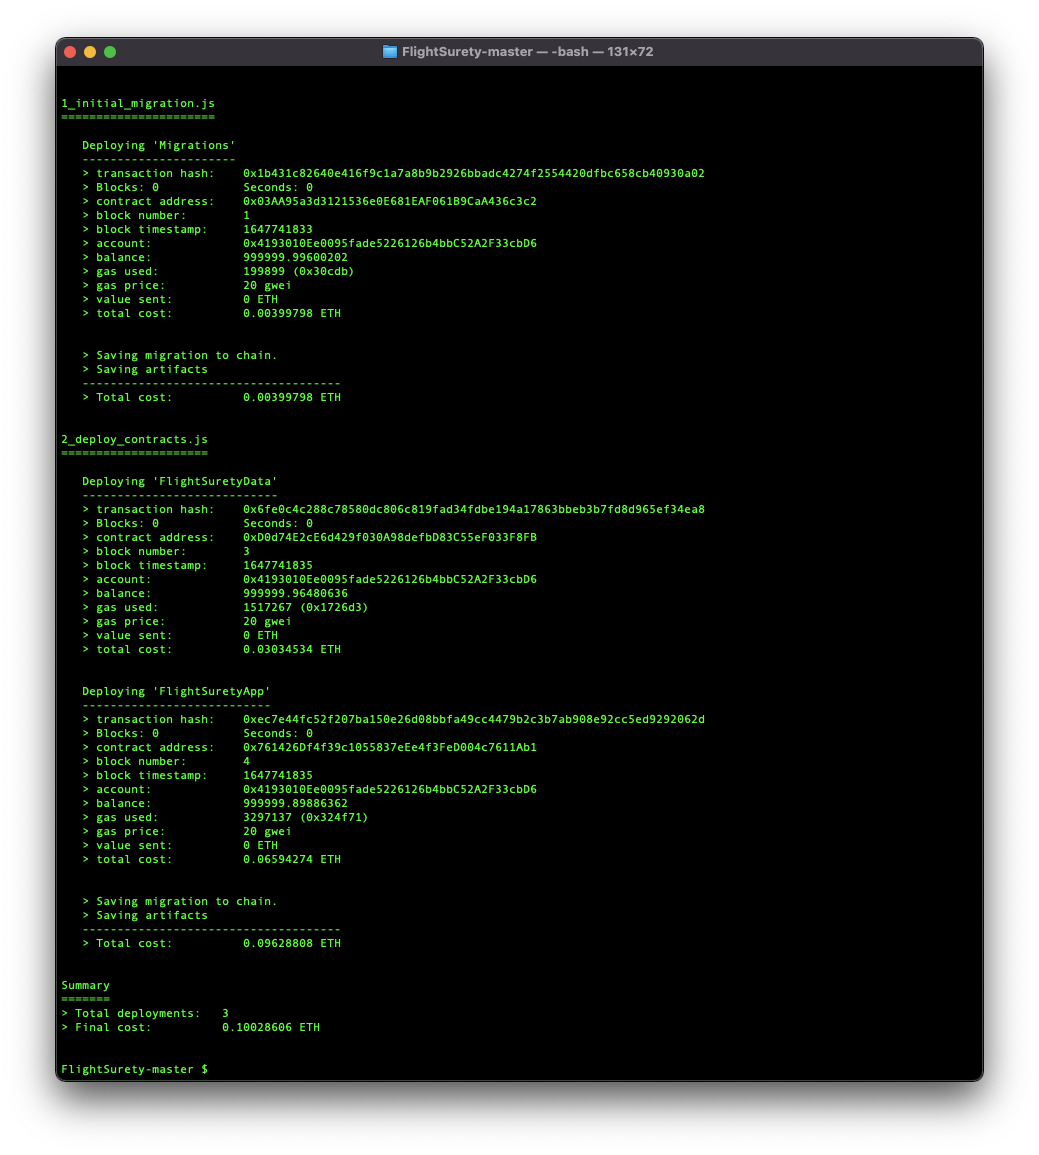 FlightSurety-master — -bash — 131×72
1_initial_migration.js
======================
Deploying 'Migrations'
----------------------
> transaction hash: 0x1b431c82640e416f9c1a7a8b9b2926bbadc4274f2554420dfbc658cb40930a02
> Blocks: 0 Seconds: 0
> contract address: 0x03AA95a3d3121536e0E681EAF061B9CaA436c3c2
> block number: 1
> block timestamp: 1647741833
> account: 0x4193010Ee0095fade5226126b4bbC52A2F33cbD6
> balance: 999999.99600202
> gas used: 199899 (0x30cdb)
> gas price: 20 gwei
> value sent: 0 ETH
> total cost: 0.00399798 ETH
> Saving migration to chain.
> Saving artifacts
-------------------------------------
> Total cost: 0.00399798 ETH
2_deploy_contracts.js
=====================
Deploying 'FlightSuretyData'
----------------------------
> transaction hash: 0x6fe0c4c288c78580dc806c819fad34fdbe194a17863bbeb3b7fd8d965ef34ea8
> Blocks: 0 Seconds: 0
> contract address: 0xD0d74E2cE6d429f030A98defbD83C55eF033F8FB
> block number: 3
> block timestamp: 1647741835
> account: 0x4193010Ee0095fade5226126b4bbC52A2F33cbD6
> balance: 999999.96480636
> gas used: 1517267 (0x1726d3)
> gas price: 20 gwei
> value sent: 0 ETH
> total cost: 0.03034534 ETH
Deploying 'FlightSuretyApp'
---------------------------
> transaction hash: 0xec7e44fc52f207ba150e26d08bbfa49cc4479b2c3b7ab908e92cc5ed9292062d
> Blocks: 0 Seconds: 0
> contract address: 0x761426Df4f39c1055837eEe4f3FeD004c7611Ab1
> block number: 4
> block timestamp: 1647741835
> account: 0x4193010Ee0095fade5226126b4bbC52A2F33cbD6
> balance: 999999.89886362
> gas used: 3297137 (0x324f71)
> gas price: 20 gwei
> value sent: 0 ETH
> total cost: 0.06594274 ETH
> Saving migration to chain.
> Saving artifacts
-------------------------------------
> Total cost: 0.09628808 ETH
Summary
=======
> Total deployments: 3
> Final cost: 0.10028606 ETH
FlightSurety-master $